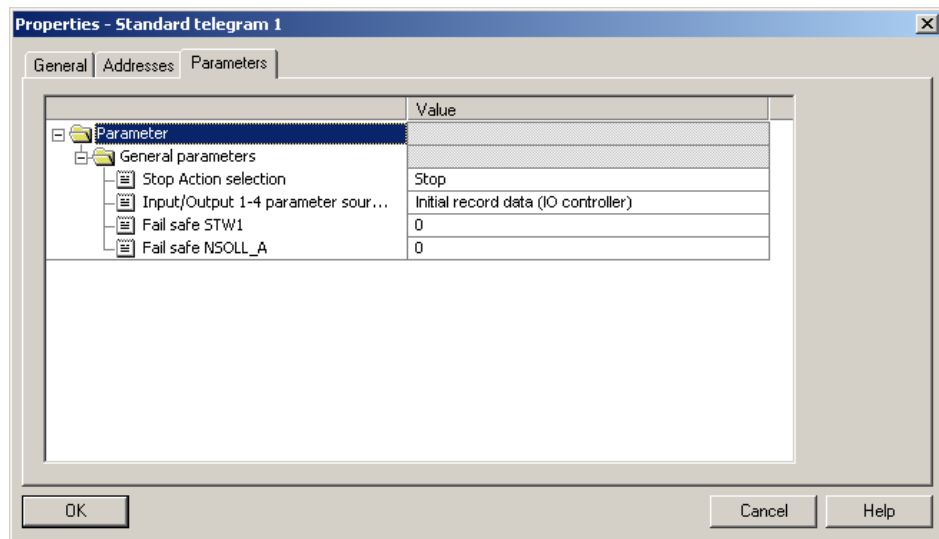 Properties - Standard telegram 1
General Addresses Parameters
Value
Parameter
General parameters
Stop Action selection Stop
Input/Output 1-4 parameter sour... Initial record data (IO controller)
Fail safe STW1 0
Fail safe NSOLL_A 0
OK Cancel Help